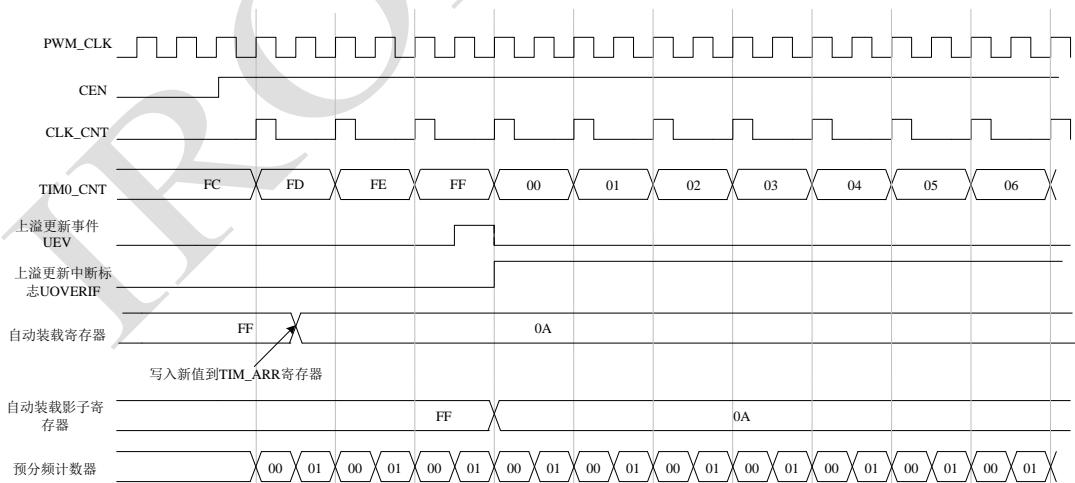 PWM_CLK
CEN
CLK_CNT
TIM0_CNT FC FD FE FF 00 01 02 03 04 05 06
上溢更新事件
UEV
上溢更新中断标
志UOVERIF
自动装载寄存器 FF 0A
写入新值到TIM_ARR寄存器
自动装载影子寄
存器 FF 0A
预分频计数器 00 01 00 01 00 01 00 01 00 01 00 01 00 01 00 01 00 01 00 01